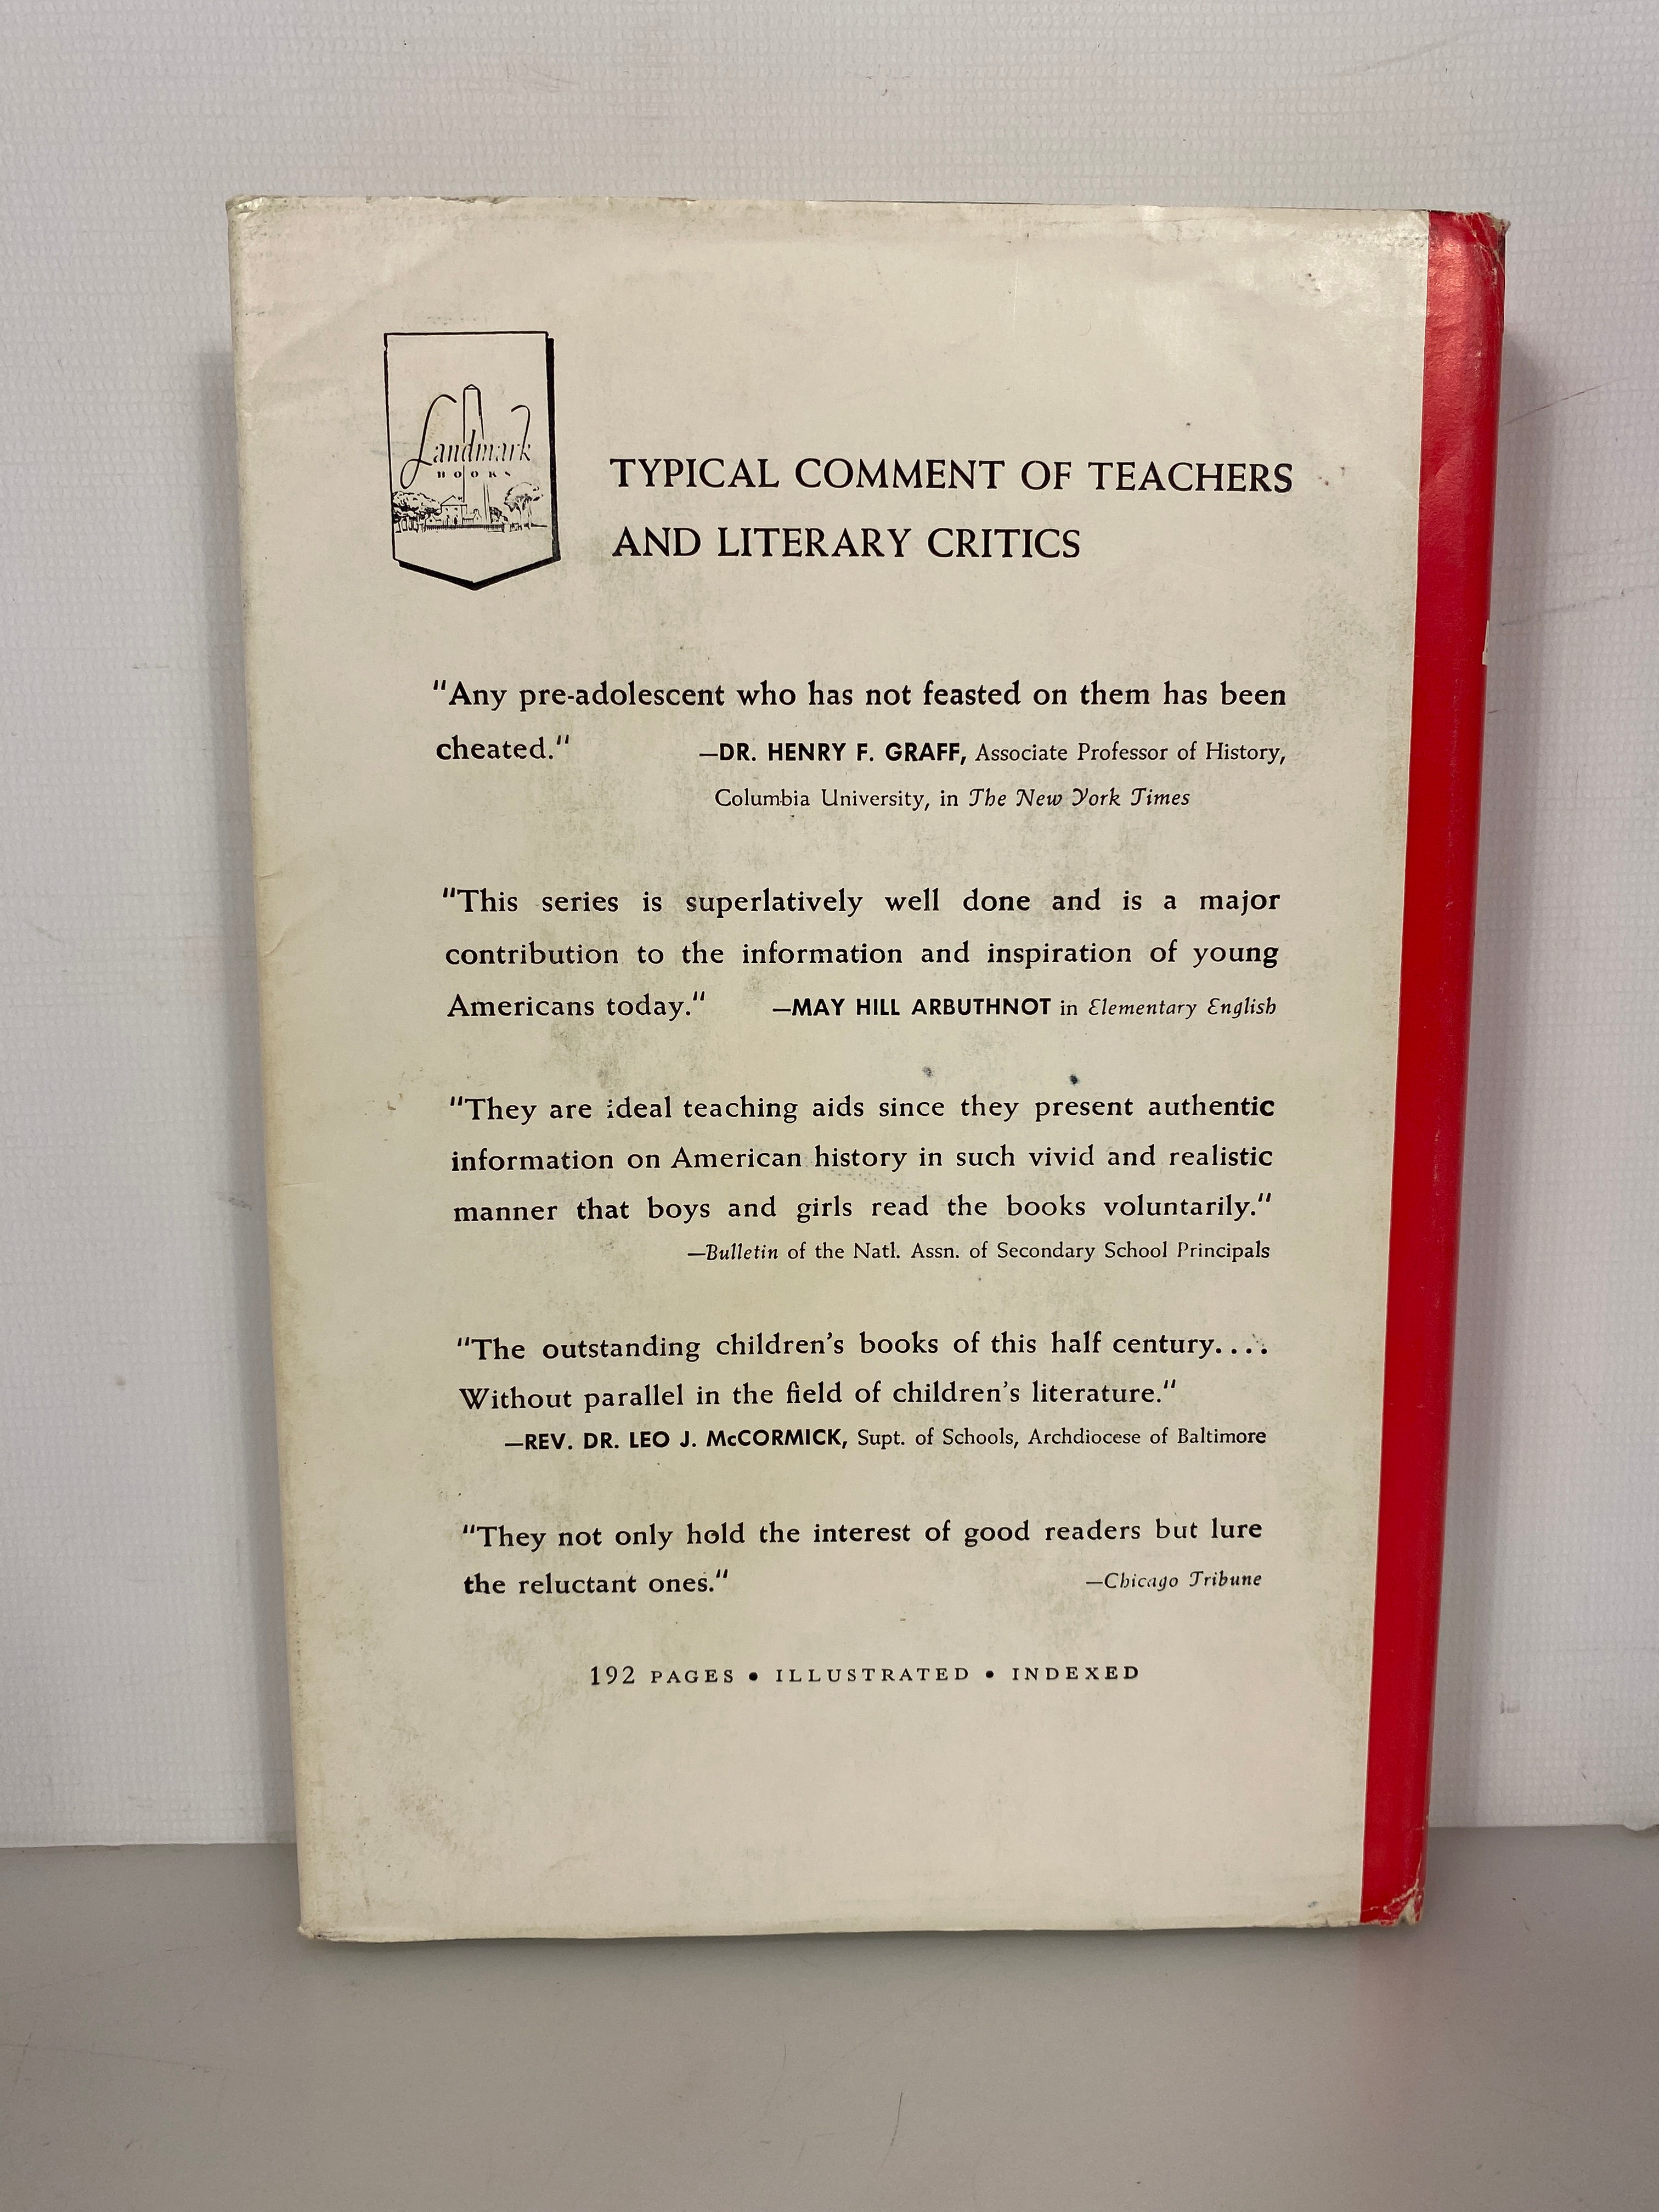 Landmark
BOOKS
TYPICAL COMMENT OF TEACHERS
AND LITERARY CRITICS
"Any pre-adolescent who has not feasted on them has been
cheated." —DR. HENRY F. GRAFF, Associate Professor of History,
Columbia University, in The New York Times
"This series is superlatively well done and is a major
contribution to the information and inspiration of young
Americans today." —MAY HILL ARBUTHNOT in Elementary English
"They are ideal teaching aids since they present authentic
information on American history in such vivid and realistic
manner that boys and girls read the books voluntarily."
—Bulletin of the Natl. Assn. of Secondary School Principals
"The outstanding children's books of this half century....
Without parallel in the field of children's literature."
—REV. DR. LEO J. McCORMICK, Supt. of Schools, Archdiocese of Baltimore
"They not only hold the interest of good readers but lure
the reluctant ones." —Chicago Tribune
192 PAGES • ILLUSTRATED • INDEXED